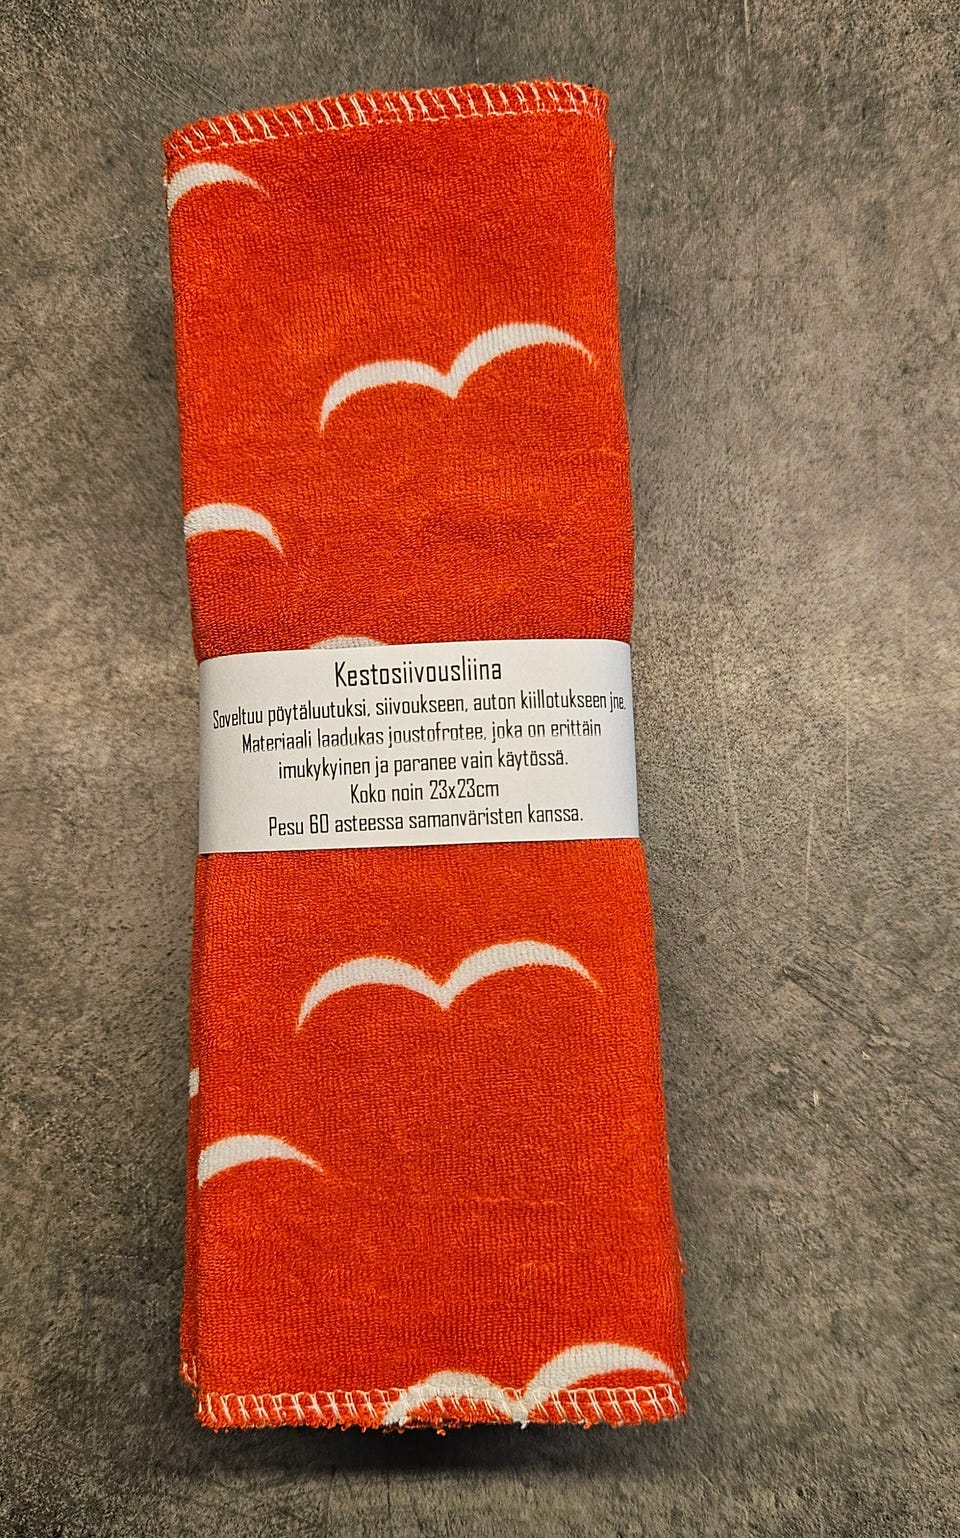 Kestosiivousliina
Soveltuu pöytäluutuksi, siivoukseen, auton kiillotukseen jne.
Materiaali laadukas joustofrotee, joka on erittäin
imukykyinen ja paranee vain käytössä.
Koko noin 23x23cm
Pesu 60 asteessa samanväristen kanssa.